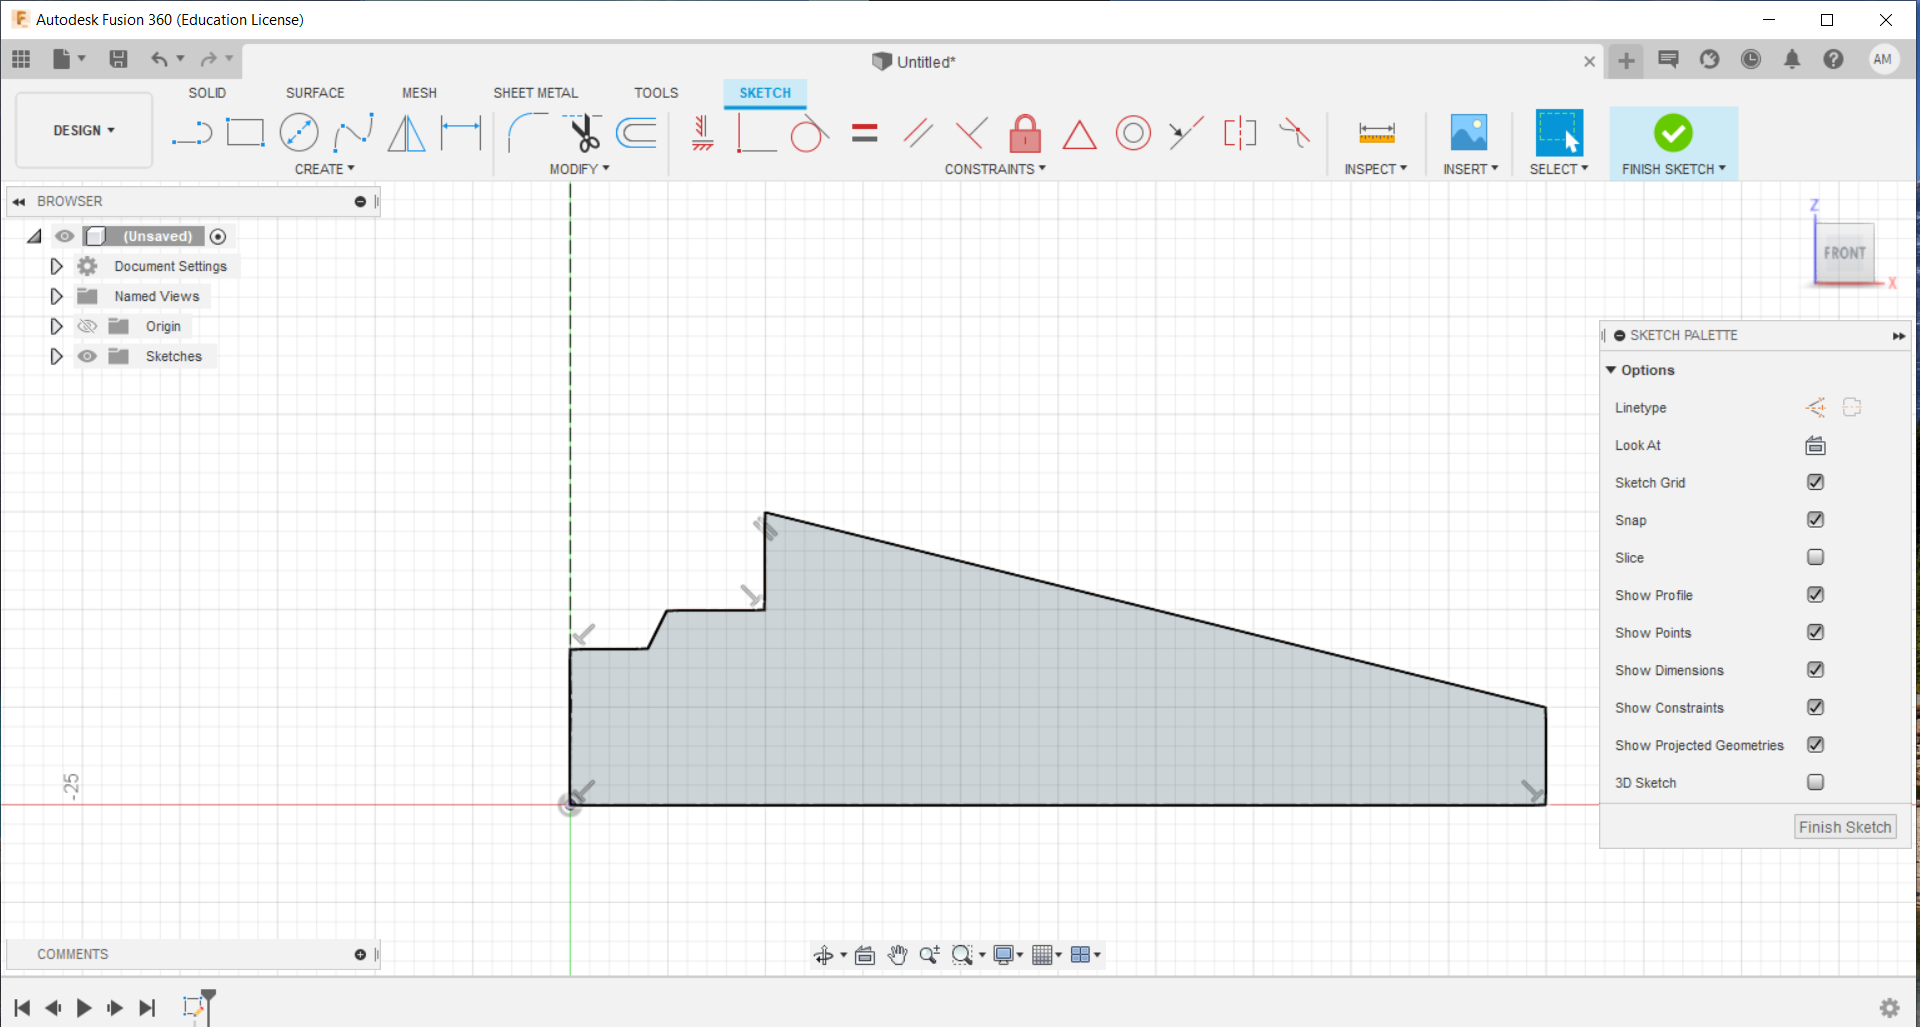 Autodesk Fusion 360 (Education License)
Untitled*
AM
SOLID SURFACE MESH SHEET METAL TOOLS SKETCH
DESIGN
CREATE MODIFY CONSTRAINTS INSPECT INSERT SELECT FINISH SKETCH
BROWSER
(Unsaved)
Document Settings
Named Views
Origin
Sketches
Z
FRONT
X
SKETCH PALETTE
Options
Linetype
Look At
Sketch Grid
Snap
Slice
Show Profile
Show Points
Show Dimensions
Show Constraints
Show Projected Geometries
3D Sketch
Finish Sketch
-25
COMMENTS